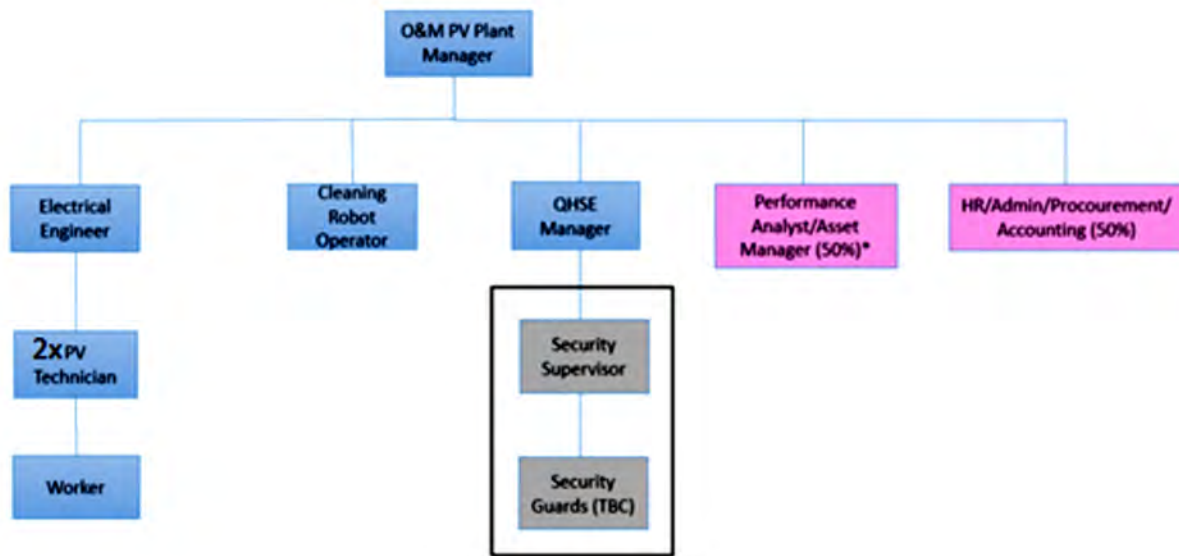 O&M PV Plant
Manager
Electrical
Engineer
Cleaning
Robot
Operator
QHSE
Manager
Performance
Analyst/Asset
Manager (50%)*
HR/Admin/Procourement/
Accounting (50%)
2x PV
Technician
Security
Supervisor
Worker
Security
Guards (TBC)